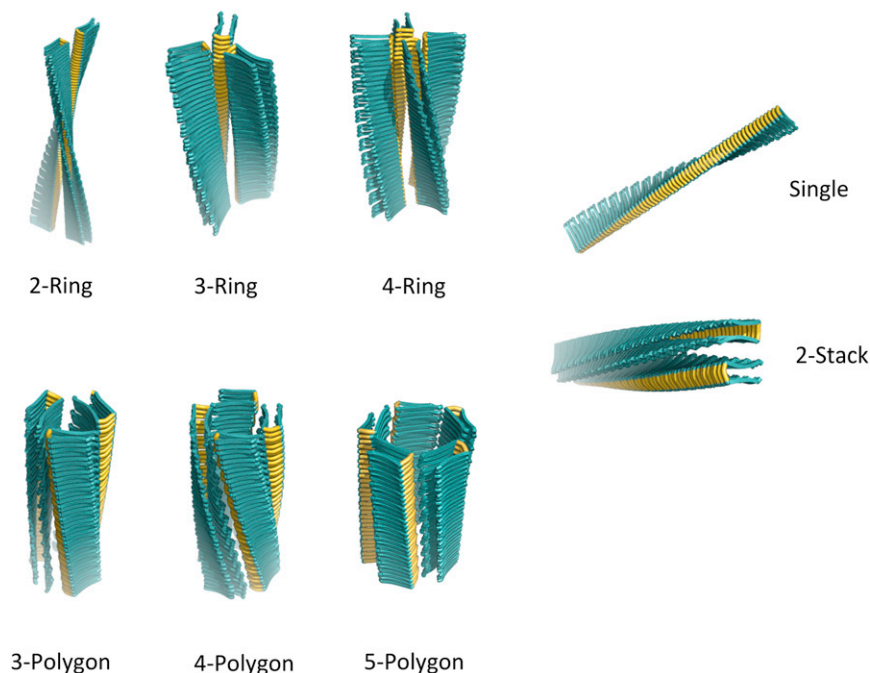 Single
2-Ring
3-Ring
4-Ring
2-Stack
3-Polygon
4-Polygon
5-Polygon